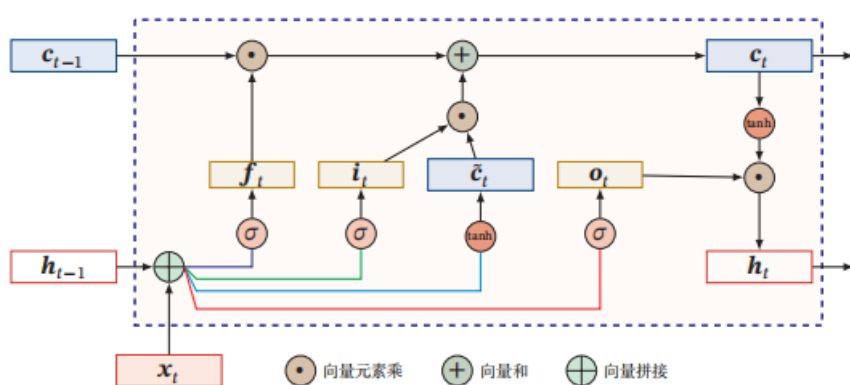 c_{t−1} c_t
tanh
f_t i_t c̃_t o_t
σ σ tanh σ
h_{t−1} h_t
x_t 向量元素乘 向量和 向量拼接